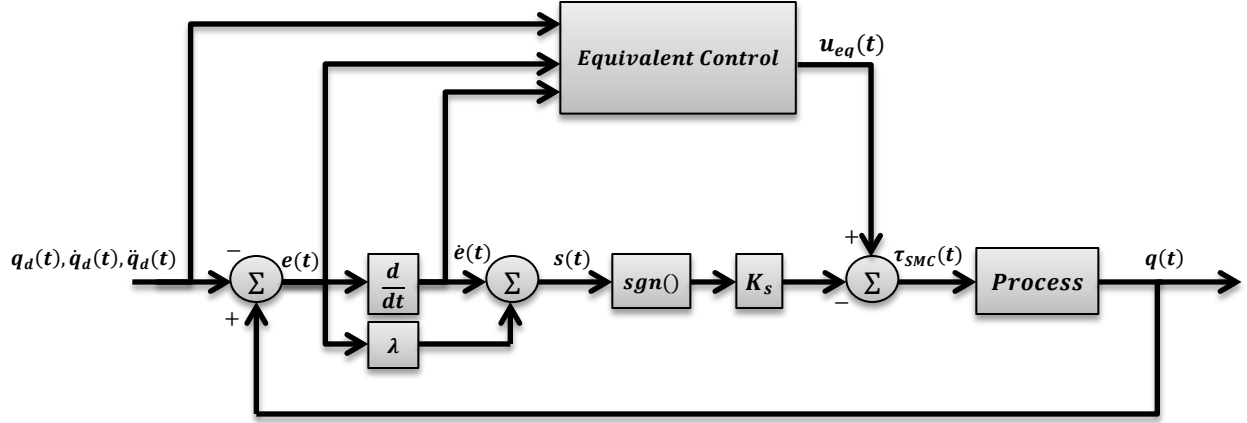 Equivalent Control
u_eq(t)
q_d(t), q̇_d(t), q̈_d(t)
−
+
Σ
e(t)
d
dt
λ
ė(t)
Σ
s(t)
sgn()
K_s
+
−
Σ
τ_SMC(t)
Process
q(t)